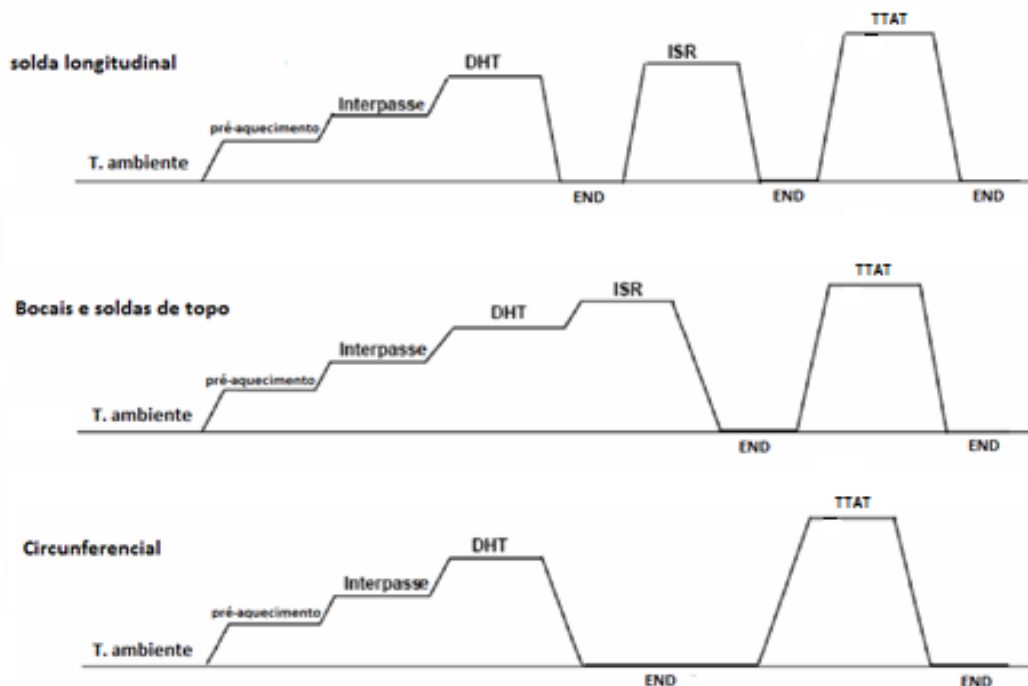 TTAT
solda longitudinal
DHT
ISR
Interpasse
pré-aquecimento
T. ambiente
END
END
END
TTAT
Bocais e soldas de topo
ISR
DHT
Interpasse
pré-aquecimento
T. ambiente
END
END
TTAT
Circunferencial
DHT
Interpasse
pré-aquecimento
T. ambiente
END
END